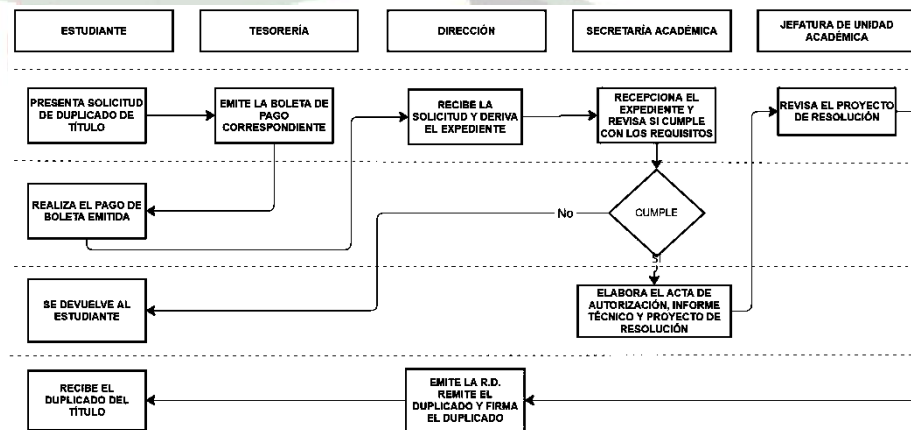 ESTUDIANTE
TESORERÍA
DIRECCIÓN
SECRETARÍA ACADÉMICA
JEFATURA DE UNIDAD
ACADÉMICA
PRESENTA SOLICITUD
DE DUPLICADO DE
TÍTULO
EMITE LA BOLETA DE
PAGO
CORRESPONDIENTE
RECIBE LA
SOLICITUD Y DERIVA
EL EXPEDIENTE
RECEPCIONA EL
EXPEDIENTE Y
REVISA SI CUMPLE
CON LOS REQUISITOS
REVISA EL PROYECTO
DE RESOLUCIÓN
REALIZA EL PAGO DE
BOLETA EMITIDA
No
CUMPLE
SI
SE DEVUELVE AL
ESTUDIANTE
ELABORA EL ACTA DE
AUTORIZACIÓN, INFORME
TÉCNICO Y PROYECTO DE
RESOLUCIÓN
RECIBE EL
DUPLICADO DEL
TÍTULO
EMITE LA R.D.
REMITE EL
DUPLICADO Y FIRMA
EL DUPLICADO